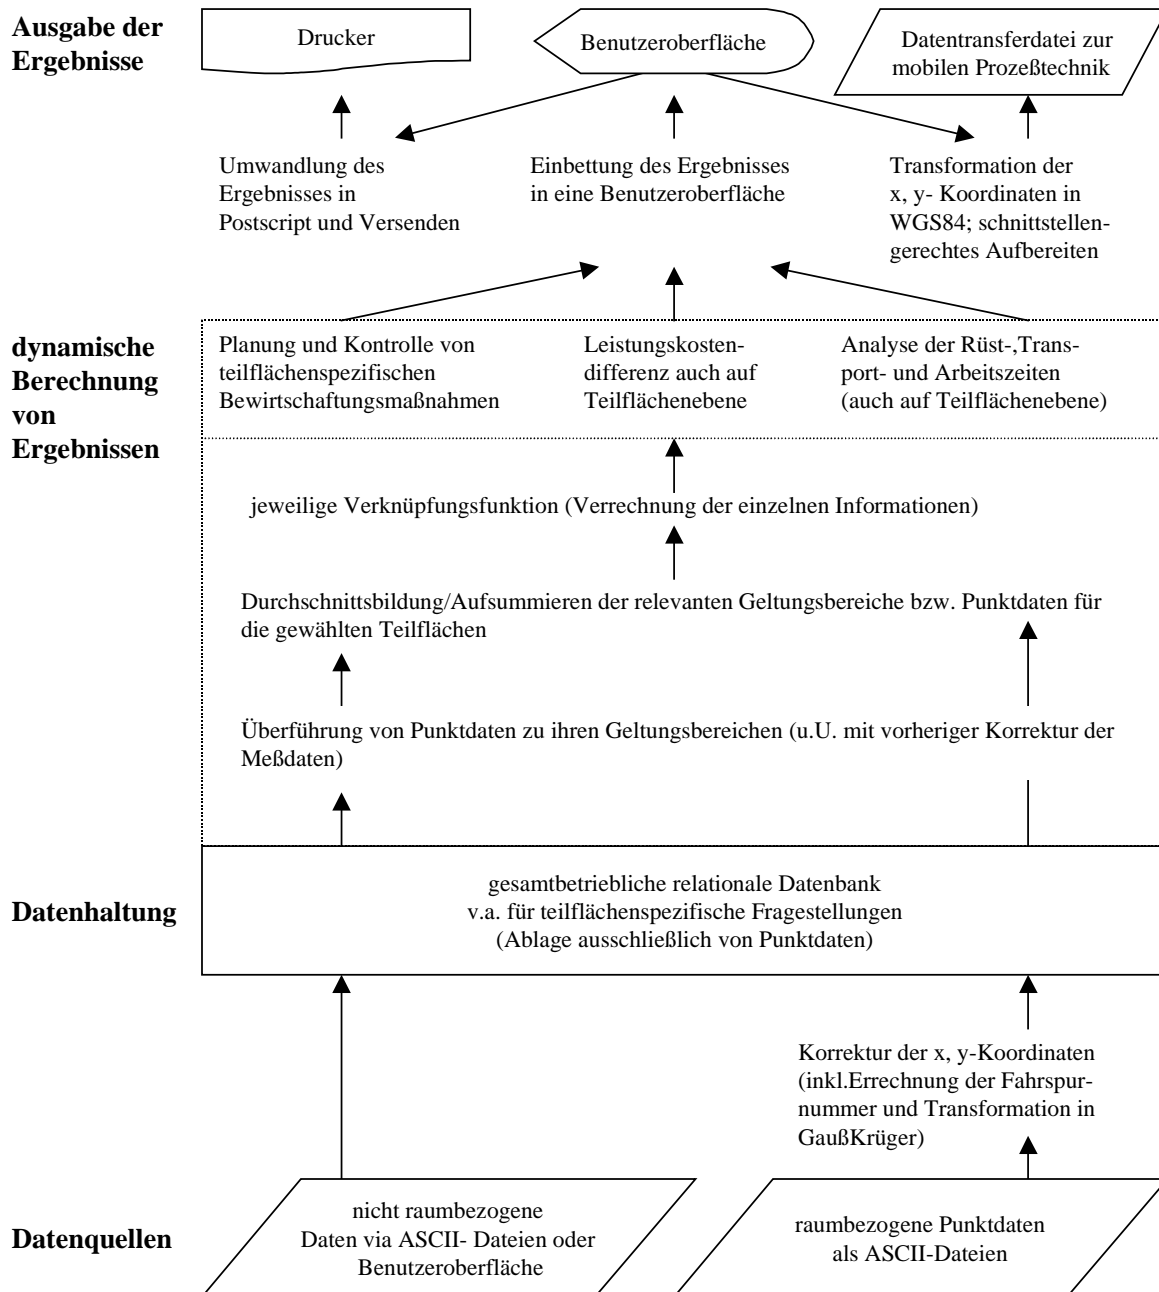 Ausgabe der
Ergebnisse
Drucker
Benutzeroberfläche
Datentransferdatei zur
mobilen Prozeßtechnik
Umwandlung des
Ergebnisses in
Postscript und Versenden
Einbettung des Ergebnisses
in eine Benutzeroberfläche
Transformation der
x, y- Koordinaten in
WGS84; schnittstellen-
gerechtes Aufbereiten
dynamische
Berechnung
von
Ergebnissen
Planung und Kontrolle von
teilflächenspezifischen
Bewirtschaftungsmaßnahmen
Leistungskosten-
differenz auch auf
Teilflächenebene
Analyse der Rüst-,Trans-
port- und Arbeitszeiten
(auch auf Teilflächenebene)
jeweilige Verknüpfungsfunktion (Verrechnung der einzelnen Informationen)
Durchschnittsbildung/Aufsummieren der relevanten Geltungsbereiche bzw. Punktdaten für
die gewählten Teilflächen
Überführung von Punktdaten zu ihren Geltungsbereichen (u.U. mit vorheriger Korrektur der
Meßdaten)
Datenhaltung
gesamtbetriebliche relationale Datenbank
v.a. für teilflächenspezifische Fragestellungen
(Ablage ausschließlich von Punktdaten)
Korrektur der x, y-Koordinaten
(inkl.Errechnung der Fahrspur-
nummer und Transformation in
GaußKrüger)
Datenquellen
nicht raumbezogene
Daten via ASCII- Dateien oder
Benutzeroberfläche
raumbezogene Punktdaten
als ASCII-Dateien